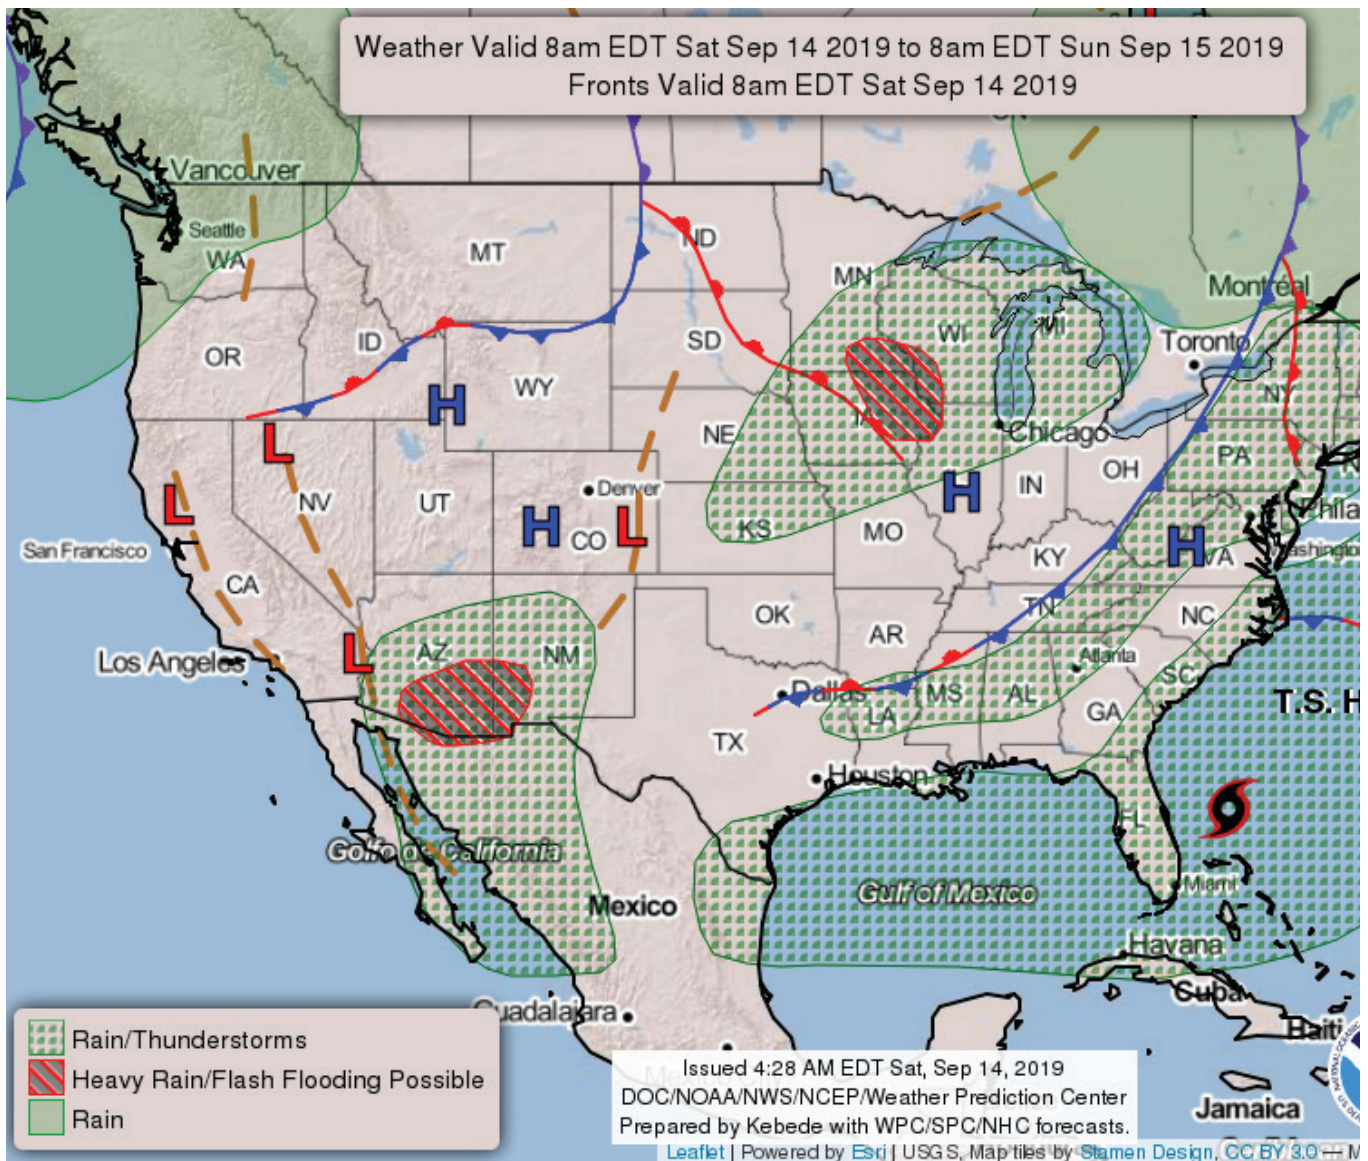 Weather Valid 8am EDT Sat Sep 14 2019 to 8am EDT Sun Sep 15 2019
Fronts Valid 8am EDT Sat Sep 14 2019
Vancouver
Seattle
WA
MT
ND
MN
Montréal
OR
ID
WY
SD
WI
MI
Toronto
H
NE
IA
Chicago
NY
L
L
NV
UT
Denver
H
CO
L
KS
MO
H
IN
OH
PA
San Francisco
CA
KY
H
VA
Los Angeles
L
AZ
NM
OK
AR
TN
NC
Dallas
LA
MS
AL
Atlanta
GA
SC
T.S. H
TX
Houston
FL
Golfo de California
Gulf of Mexico
Miami
Mexico
Havana
Cuba
Haiti
Guadalajara
Jamaica
Rain/Thunderstorms
Heavy Rain/Flash Flooding Possible
Rain
Issued 4:28 AM EDT Sat, Sep 14, 2019
DOC/NOAA/NWS/NCEP/Weather Prediction Center
Prepared by Kebede with WPC/SPC/NHC forecasts.
Leaflet | Powered by Esri | USGS, Map tiles by Stamen Design, CC BY 3.0 — M